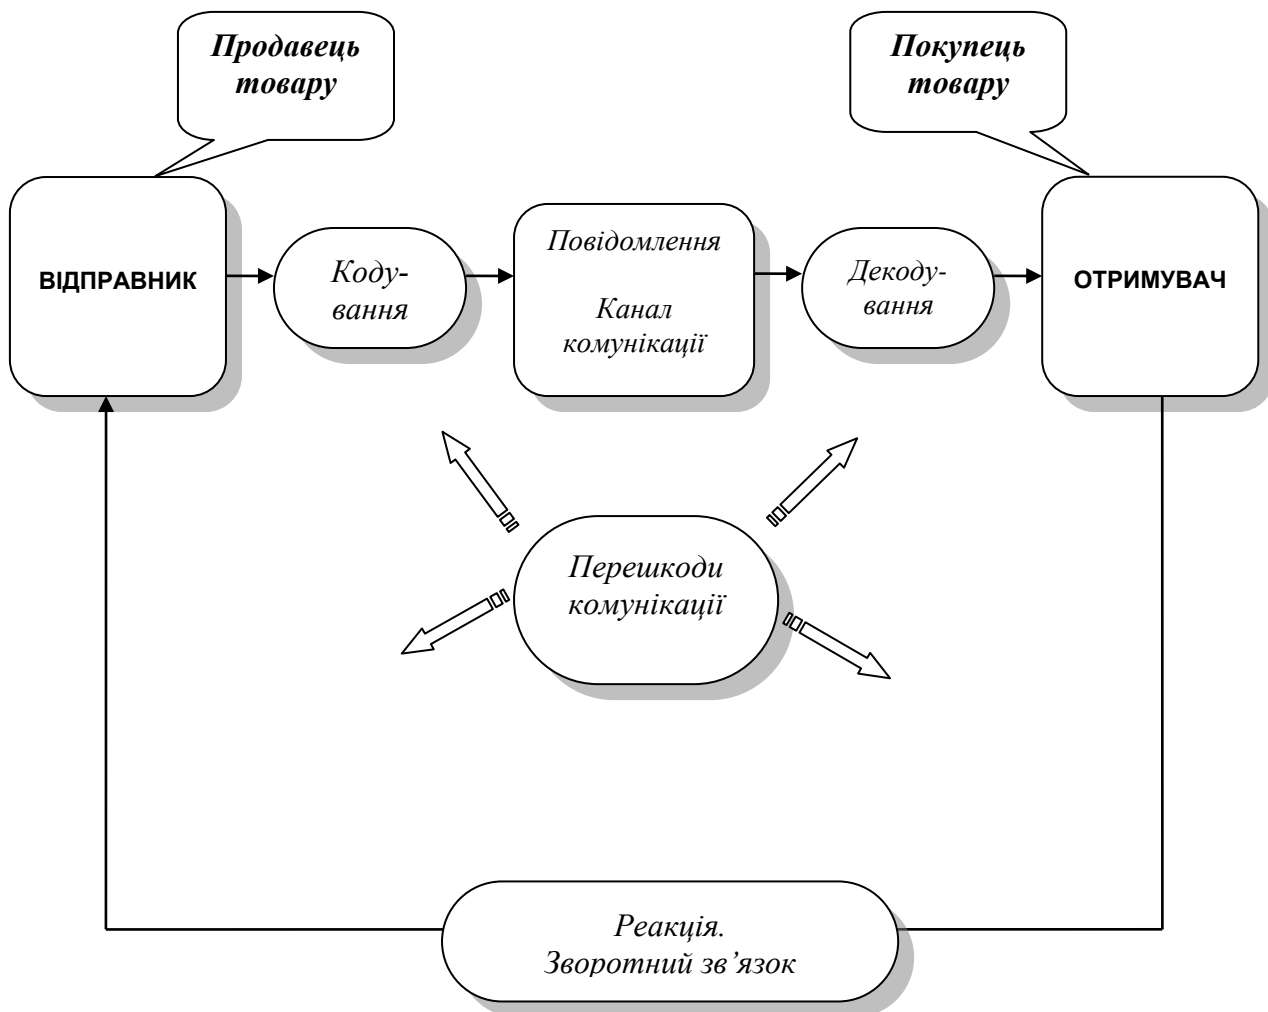 Продавець
товару
Покупець
товару
ВІДПРАВНИК
Коду-
вання
Повідомлення
Канал
комунікації
Декоду-
вання
ОТРИМУВАЧ
Перешкоди
комунікації
Реакція.
Зворотний зв’язок